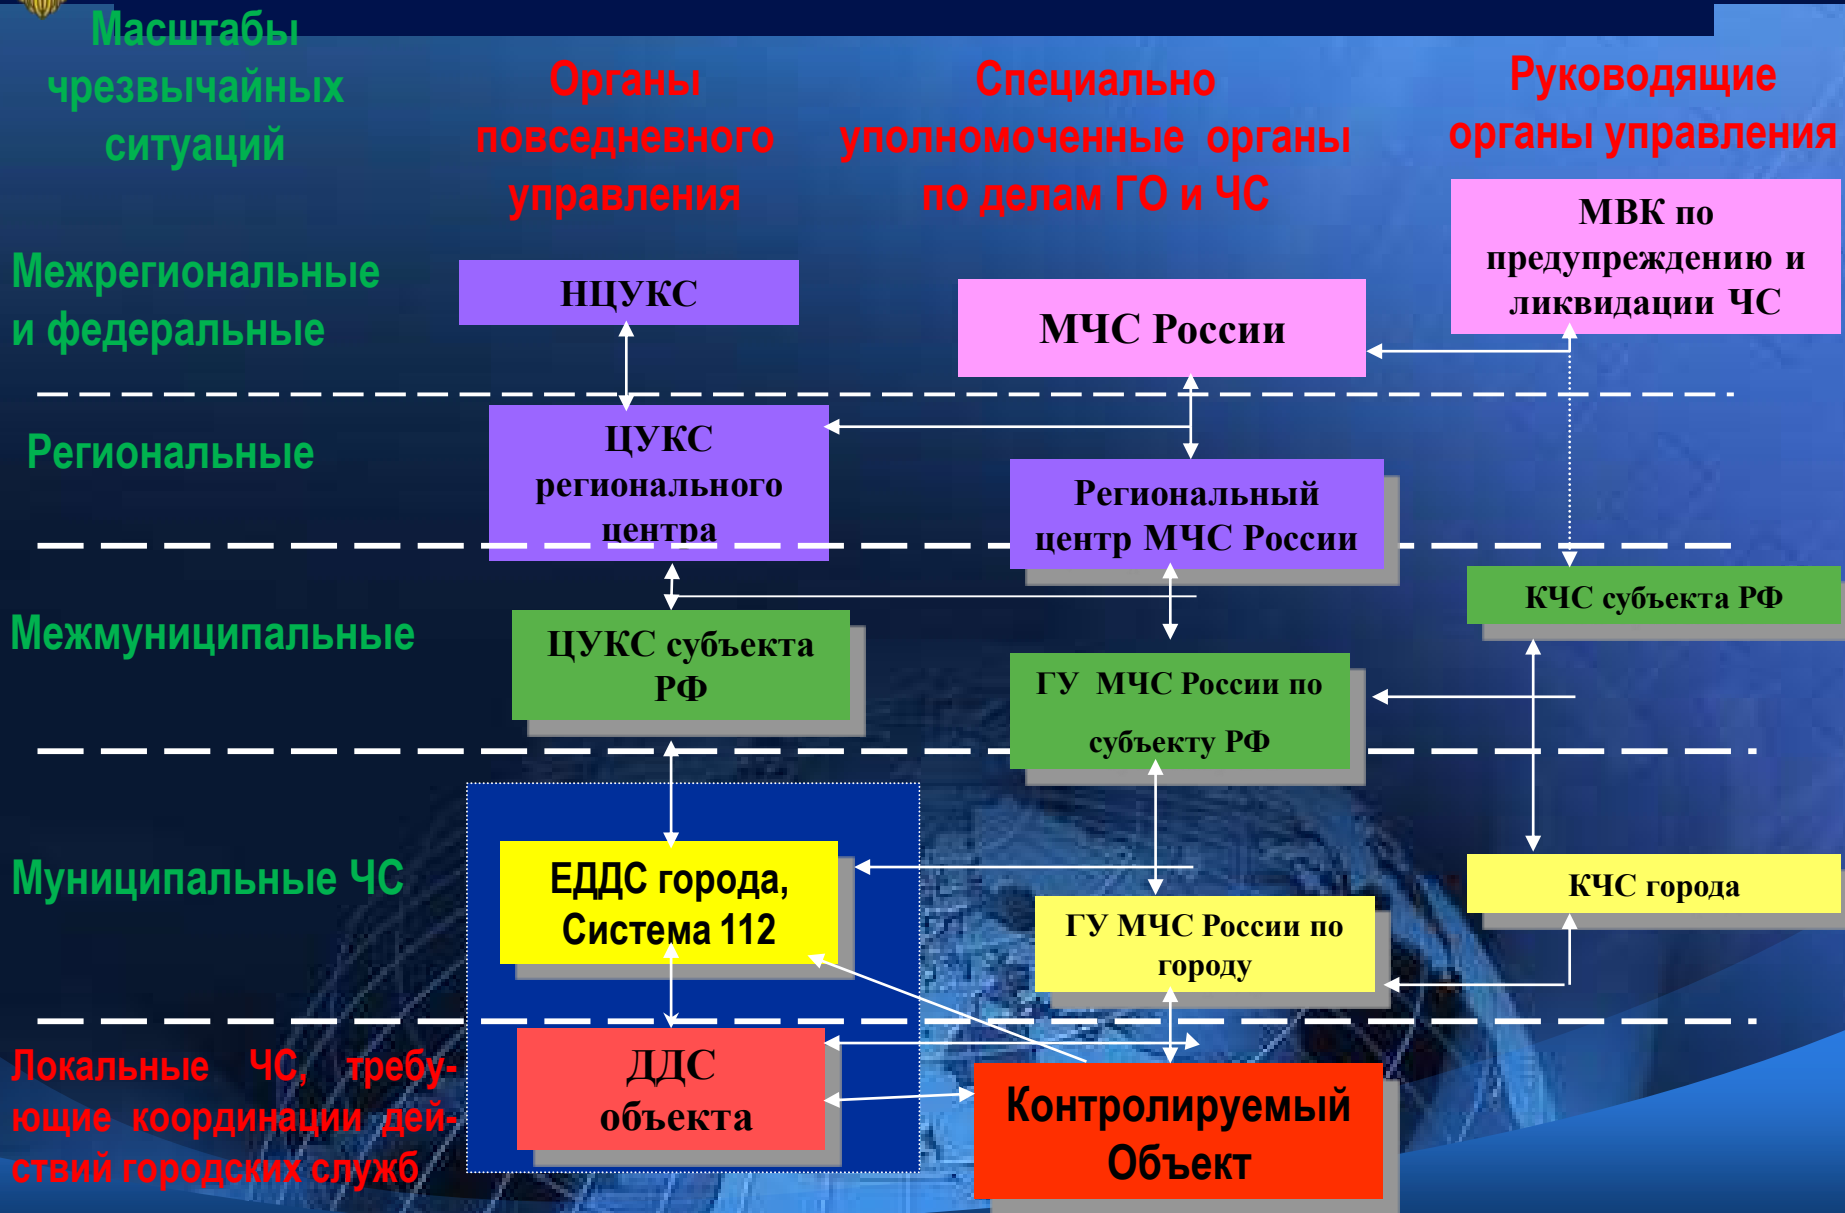 Масштабы
чрезвычайных
ситуаций
Органы
повседневного
управления
Специально
уполномоченные органы
по делам ГО и ЧС
Руководящие
органы управления
Межрегиональные
и федеральные
НЦУКС
МЧС России
МВК по
предупреждению и
ликвидации ЧС
Региональные
ЦУКС
регионального
центра
Региональный
центр МЧС России
Межмуниципальные
ЦУКС субъекта
РФ
ГУ МЧС России по
субъекту РФ
КЧС субъекта РФ
Муниципальные ЧС
ЕДДС города,
Система 112
ГУ МЧС России по
городу
КЧС города
Локальные ЧС, требу-
ющие координации дей-
ствий городских служб
ДДС
объекта
Контролируемый
Объект